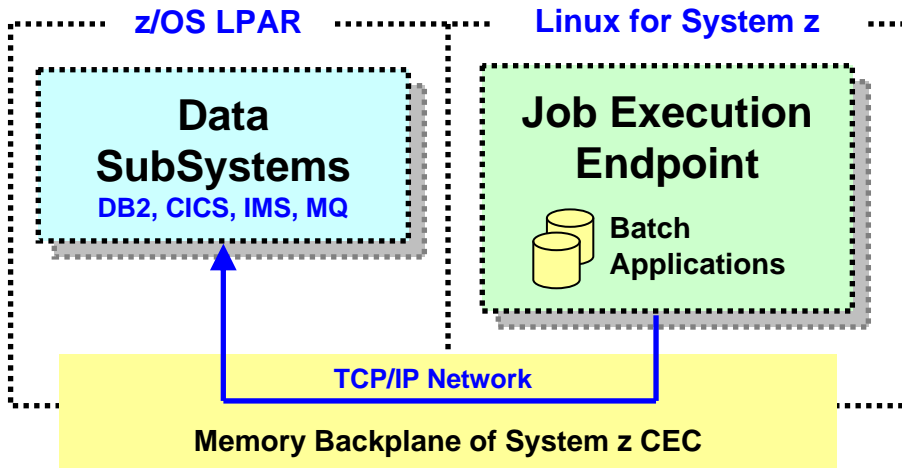 z/OS LPAR
Linux for System z
Data
SubSystems
DB2, CICS, IMS, MQ
Job Execution
Endpoint
Batch
Applications
TCP/IP Network
Memory Backplane of System z CEC